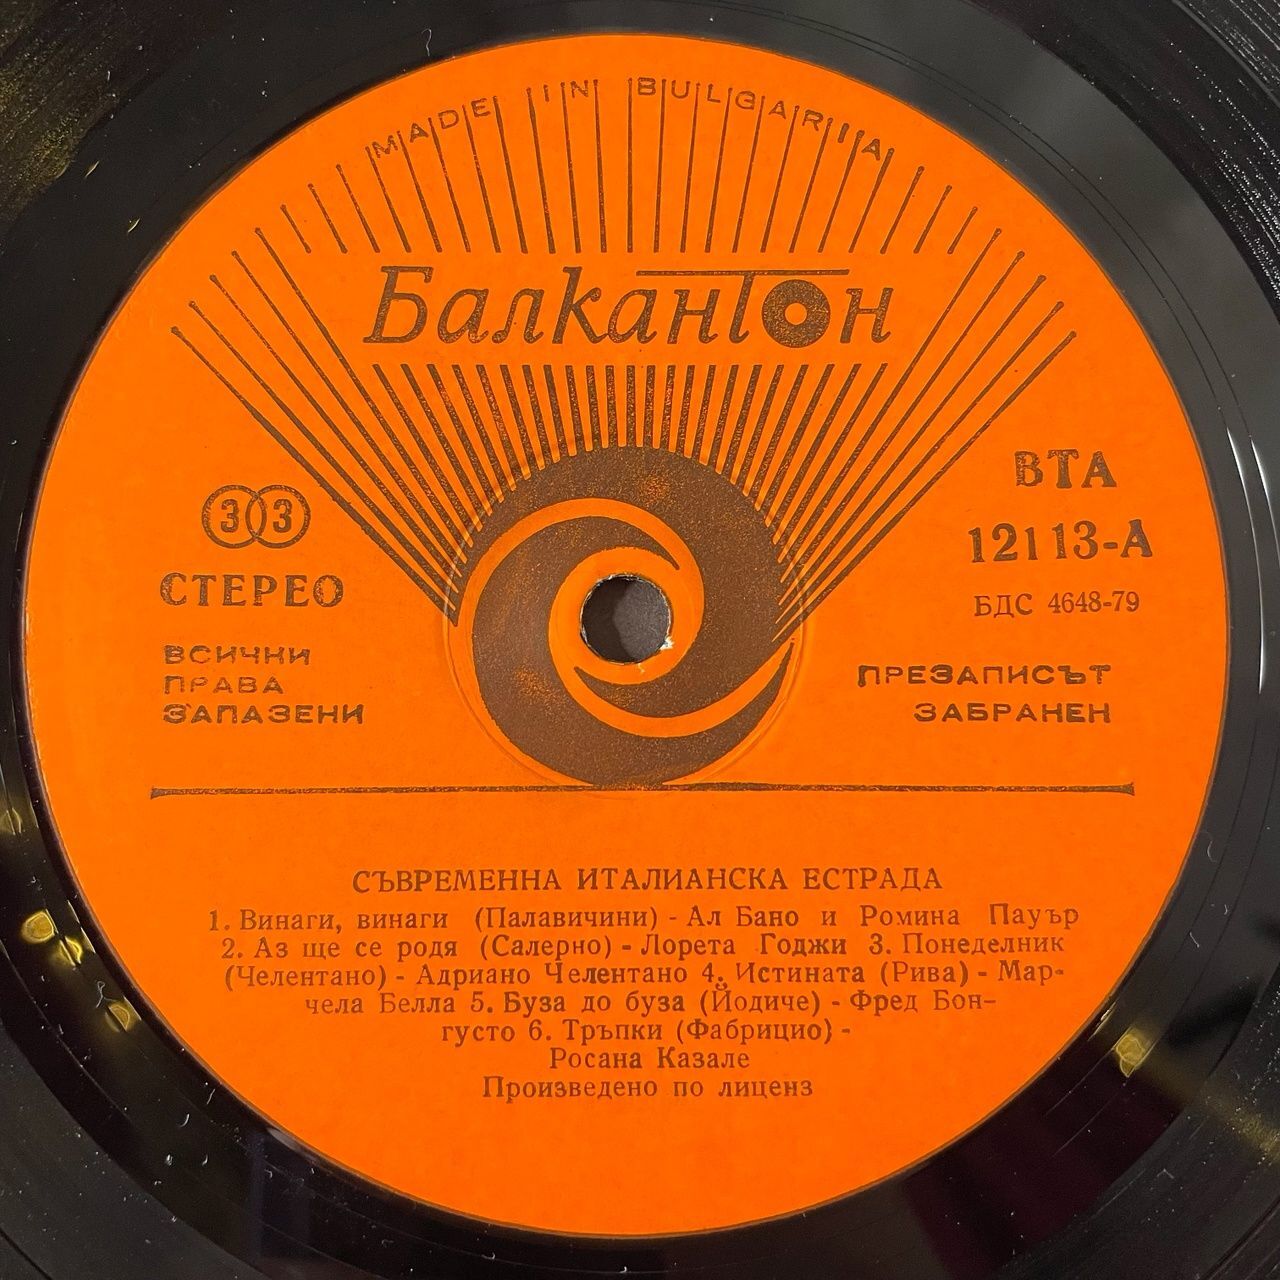 MADE IN BULGARIA
Балкантон
33
СТЕРЕО
ВСИЧНИ
ПРАВА
ЗАПАЗЕНИ
ВТА
12113-А
БДС 4648-79
ПРЕЗАПИСЪТ
ЗАБРАНЕН
СЪВРЕМЕННА ИТАЛИАНСКА ЕСТРАДА
1. Винаги, винаги (Палавичини) - Ал Бано и Ромина Пауър
2. Аз ще се родя (Салерно) - Лорета Годжи 3. Понеделник
(Челентано) - Адриано Челентано 4. Истината (Рива) - Мар-
чела Белла 5. Буза до буза (Йодиче) - Фред Бон-
густо 6. Тръпки (Фабрицио) -
Росана Казале
Произведено по лиценз